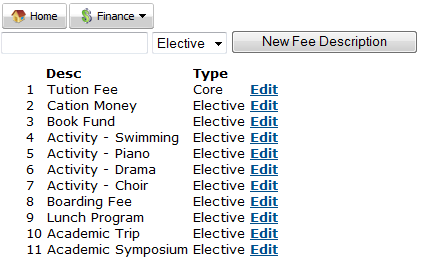 Home Finance
Elective New Fee Description
Desc Type
1 Tution Fee Core Edit
2 Cation Money Elective Edit
3 Book Fund Elective Edit
4 Activity - Swimming Elective Edit
5 Activity - Piano Elective Edit
6 Activity - Drama Elective Edit
7 Activity - Choir Elective Edit
8 Boarding Fee Elective Edit
9 Lunch Program Elective Edit
10 Academic Trip Elective Edit
11 Academic Symposium Elective Edit